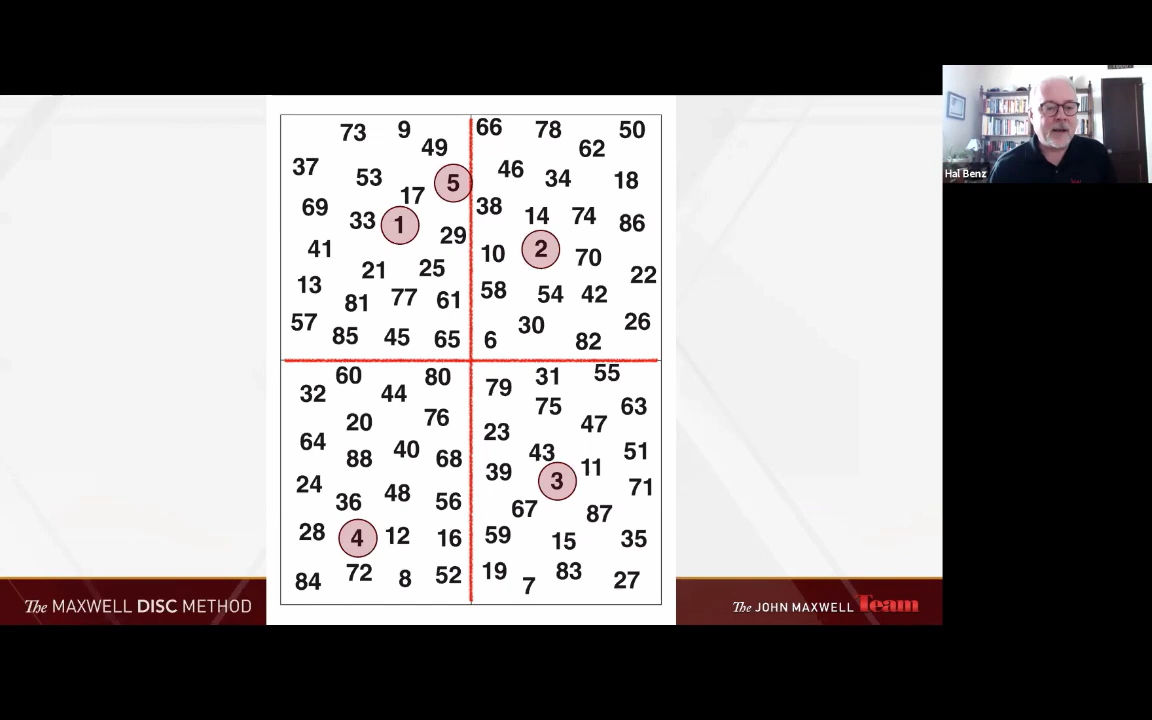 73 9 49
37 53 5
17
69 33 1
29
41
21 25
13
81 77 61
57
85 45 65
66 78 50
62
46 34 18
38 14 74 86
10 2 70
22
58 54 42
30 26
6 82
60 80
32 44
20 76
64 40
88 68
24 48
36 56
28 4 12 16
84 72 8 52
79 31 55
75 63
23 47
43 51
39 3 11
71
67 87
59 15 35
19 7 83 27
Hal Benz
The MAXWELL DISC METHOD
The JOHN MAXWELL Team